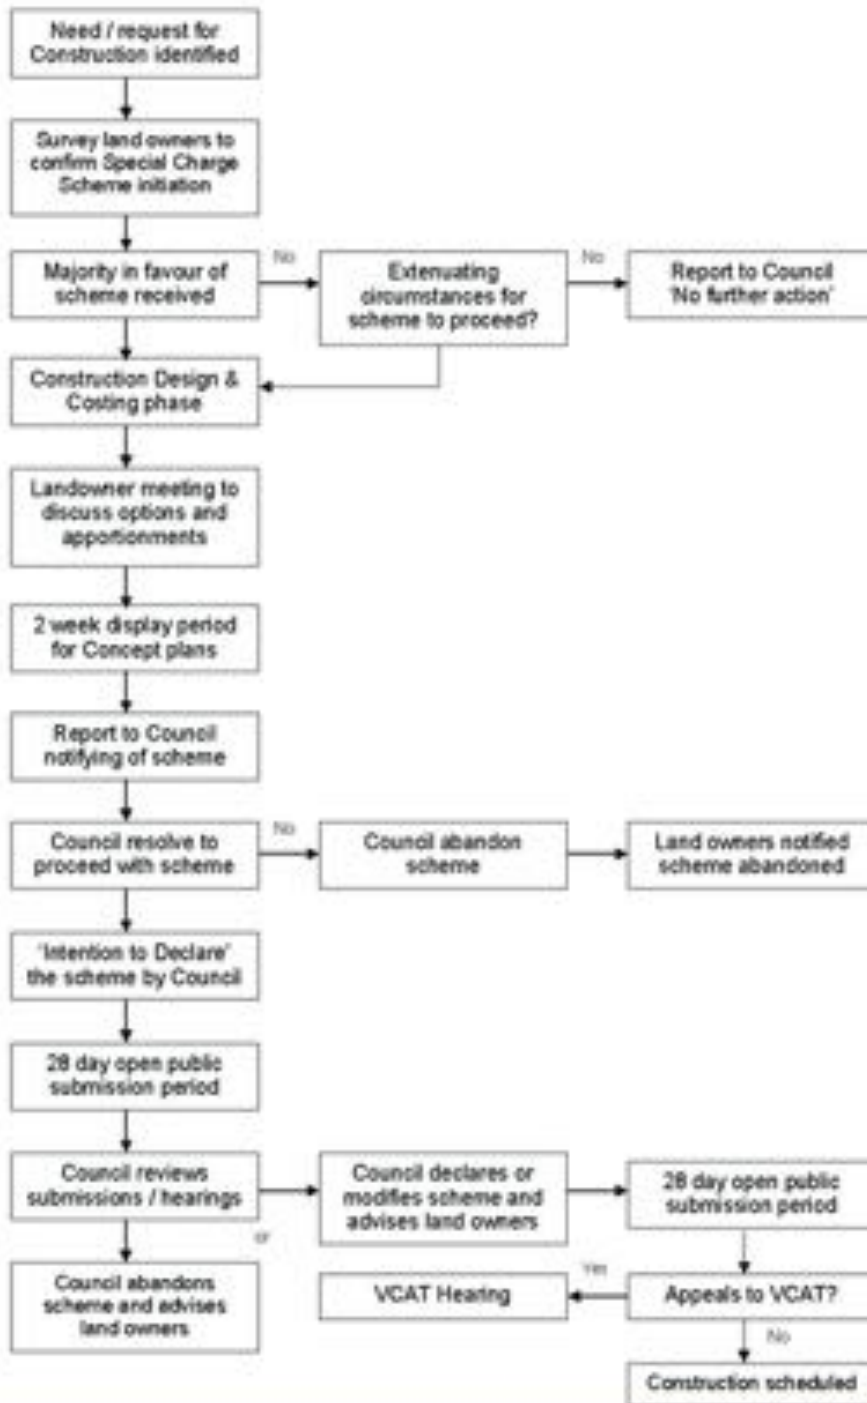 Need / request for
Construction identified
Survey land owners to
confirm Special Charge
Scheme initiation
Majority in favour of
scheme received
No
Extenuating
circumstances for
scheme to proceed?
No
Report to Council
'No further action'
Construction Design &
Costing phase
Landowner meeting to
discuss options and
apportionments
2 week display period
for Concept plans
Report to Council
notifying of scheme
Council resolve to
proceed with scheme
No
Council abandon
scheme
Land owners notified
scheme abandoned
'Intention to Declare'
the scheme by Council
28 day open public
submission period
Council reviews
submissions / hearings
Council declares or
modifies scheme and
advises land owners
28 day open public
submission period
or
Council abandons
scheme and advises
land owners
VCAT Hearing
Yes
Appeals to VCAT?
No
Construction scheduled